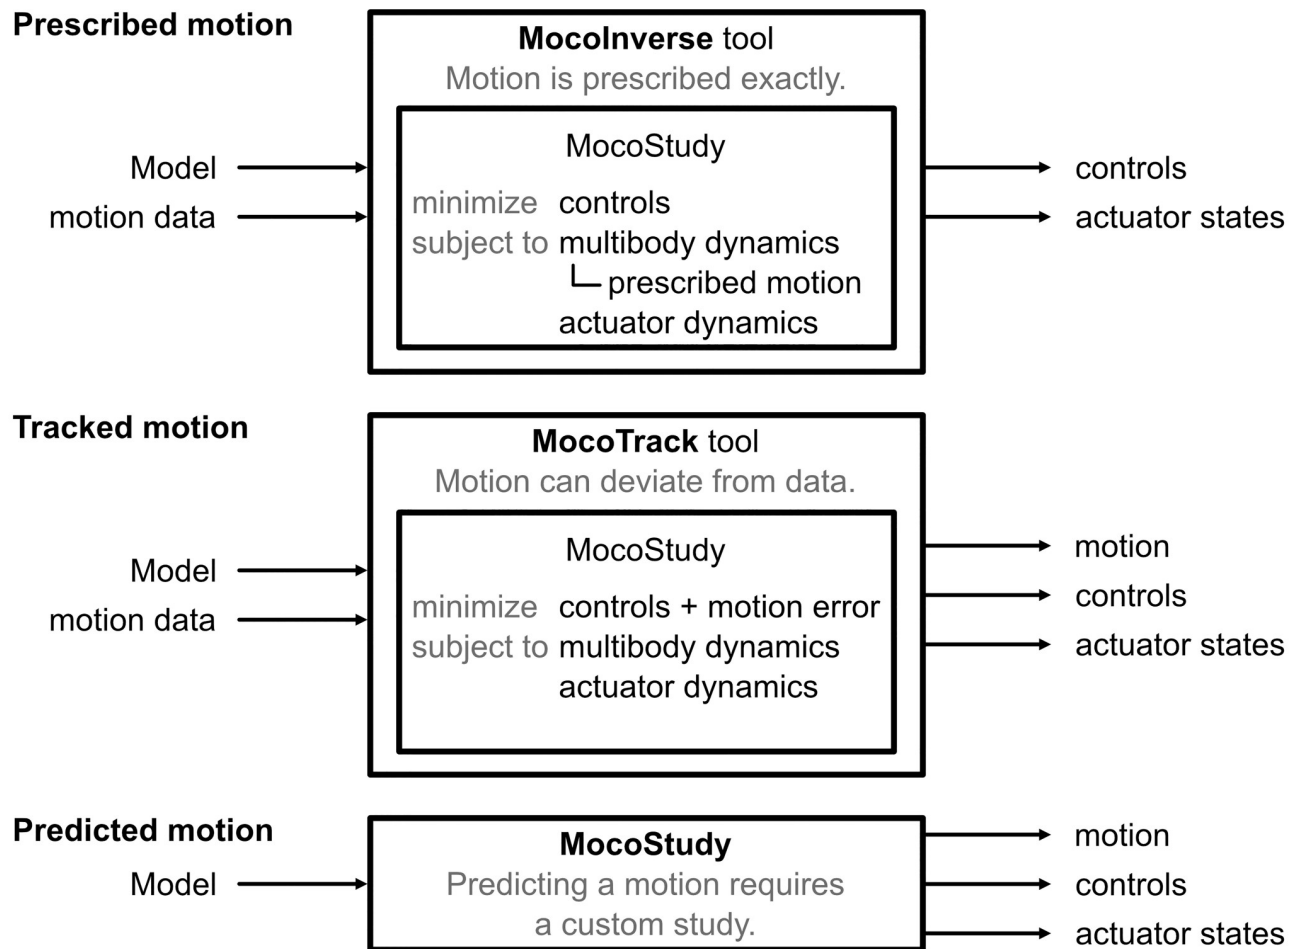 Prescribed motion
MocoInverse tool
Motion is prescribed exactly.
MocoStudy
Model
motion data
minimize controls
subject to multibody dynamics
prescribed motion
actuator dynamics
controls
actuator states
Tracked motion
MocoTrack tool
Motion can deviate from data.
MocoStudy
Model
motion data
minimize controls + motion error
subject to multibody dynamics
actuator dynamics
motion
controls
actuator states
Predicted motion
Model
MocoStudy
Predicting a motion requires
a custom study.
motion
controls
actuator states